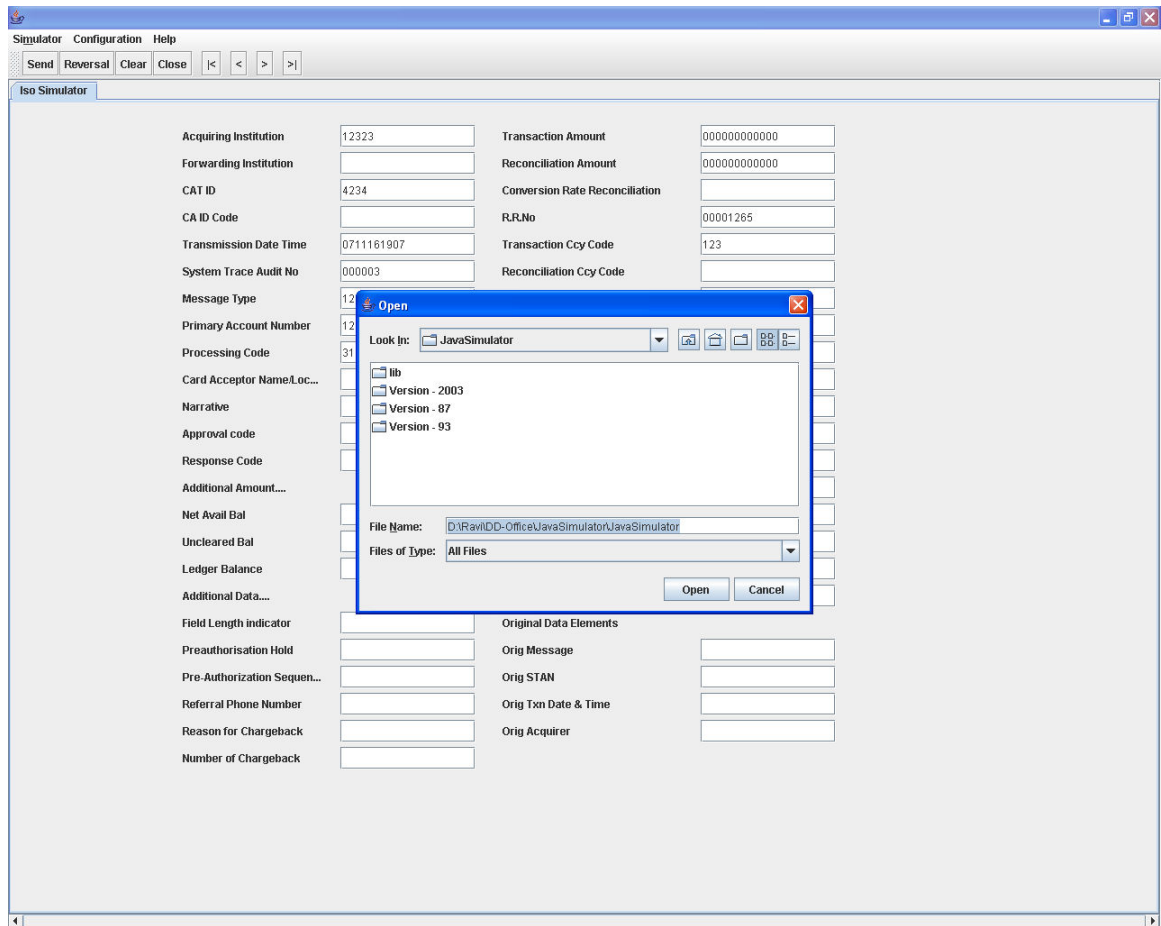 Simulator Configuration Help
Send Reversal Clear Close |< < > >|
Iso Simulator
Acquiring Institution 12323 Transaction Amount 000000000000
Forwarding Institution Reconciliation Amount 000000000000
CAT ID 4234 Conversion Rate Reconciliation
CA ID Code R.R.No 00001265
Transmission Date Time 0711161907 Transaction Ccy Code 123
System Trace Audit No 000003 Reconciliation Ccy Code
Message Type 12
Primary Account Number 12
Processing Code 31
Card Acceptor Name/Loc...
Narrative
Approval code
Response Code
Additional Amount....
Net Avail Bal
Uncleared Bal
Ledger Balance
Additional Data....
Open
Look In: JavaSimulator
lib
Version - 2003
Version - 87
Version - 93
File Name: D:\Ravi\DD-Office\JavaSimulator\JavaSimulator
Files of Type: All Files
Open Cancel
Field Length indicator Original Data Elements
Preauthorisation Hold Orig Message
Pre-Authorization Sequen... Orig STAN
Referral Phone Number Orig Txn Date & Time
Reason for Chargeback Orig Acquirer
Number of Chargeback